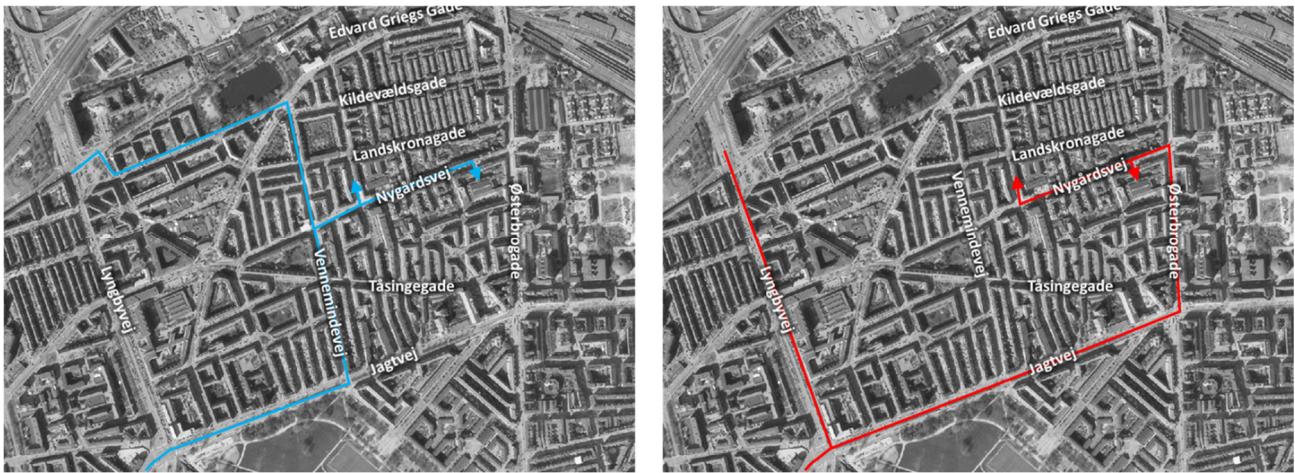 Edvard Griegs Gade
Kildevældsgade
Landskronagade
Nygårdsvej
Østerbrogade
Vennemindevej
Lyngbyvej
Tåsingegade
Jagtvej
Edvard Griegs Gade
Kildevældsgade
Landskronagade
Nygårdsvej
Østerbrogade
Vennemindevej
Lyngbyvej
Tåsingegade
Jagtvej